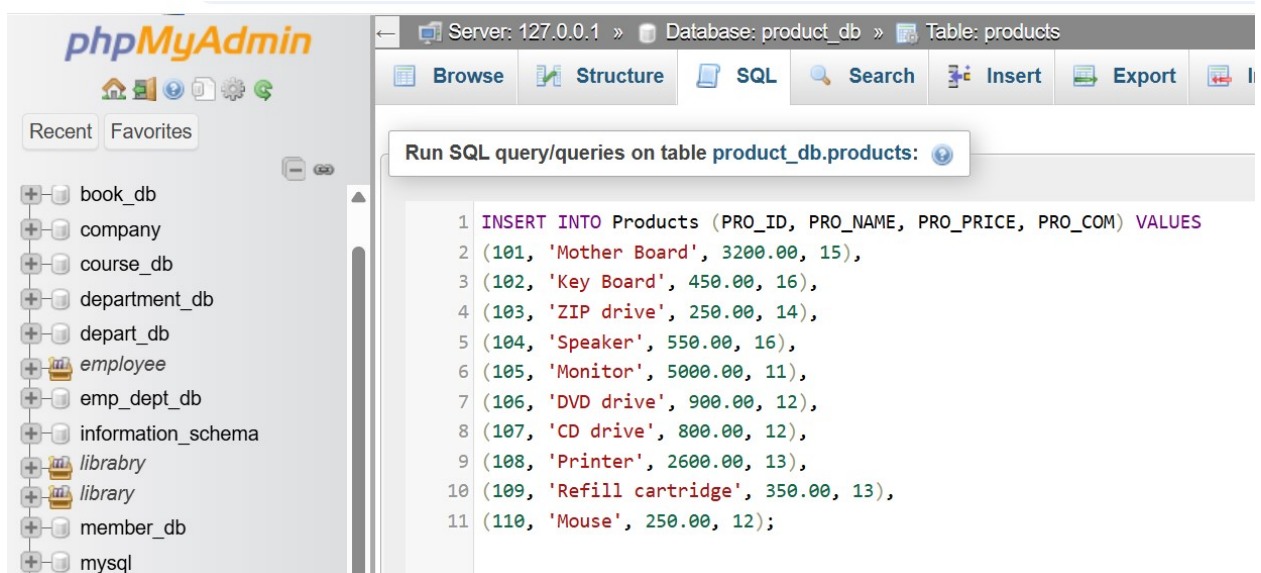 phpMyAdmin
Recent Favorites
book_db
company
course_db
department_db
depart_db
employee
emp_dept_db
information_schema
librabry
library
member_db
mysql
Server: 127.0.0.1 » Database: product_db » Table: products
Browse Structure SQL Search Insert Export
Run SQL query/queries on table product_db.products:
1 INSERT INTO Products (PRO_ID, PRO_NAME, PRO_PRICE, PRO_COM) VALUES
2 (101, 'Mother Board', 3200.00, 15),
3 (102, 'Key Board', 450.00, 16),
4 (103, 'ZIP drive', 250.00, 14),
5 (104, 'Speaker', 550.00, 16),
6 (105, 'Monitor', 5000.00, 11),
7 (106, 'DVD drive', 900.00, 12),
8 (107, 'CD drive', 800.00, 12),
9 (108, 'Printer', 2600.00, 13),
10 (109, 'Refill cartridge', 350.00, 13),
11 (110, 'Mouse', 250.00, 12);